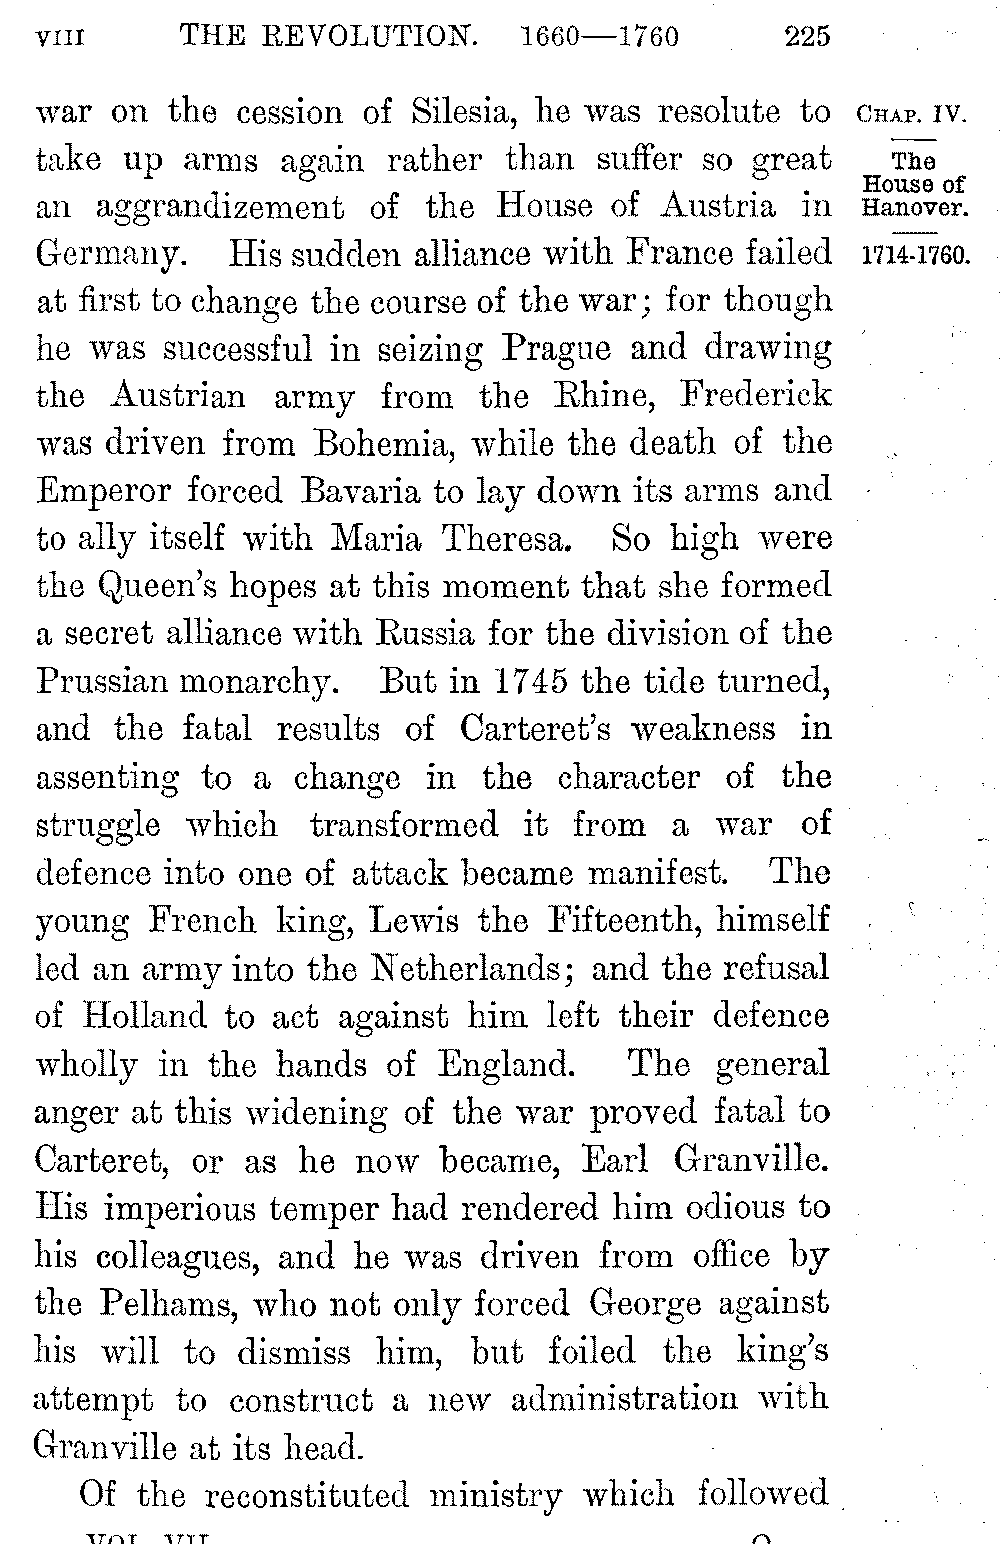 VIII THE REVOLUTION. 1660—1760 225
war on the cession of Silesia, he was resolute to
take up arms again rather than suffer so great
an aggrandizement of the House of Austria in
Germany. His sudden alliance with France failed
at first to change the course of the war; for though
he was successful in seizing Prague and drawing
the Austrian army from the Rhine, Frederick
was driven from Bohemia, while the death of the
Emperor forced Bavaria to lay down its arms and
to ally itself with Maria Theresa. So high were
the Queen's hopes at this moment that she formed
a secret alliance with Russia for the division of the
Prussian monarchy. But in 1745 the tide turned,
and the fatal results of Carteret's weakness in
assenting to a change in the character of the
struggle which transformed it from a war of
defence into one of attack became manifest. The
young French king, Lewis the Fifteenth, himself
led an army into the Netherlands; and the refusal
of Holland to act against him left their defence
wholly in the hands of England. The general
anger at this widening of the war proved fatal to
Carteret, or as he now became, Earl Granville.
His imperious temper had rendered him odious to
his colleagues, and he was driven from office by
the Pelhams, who not only forced George against
his will to dismiss him, but foiled the king's
attempt to construct a new administration with
Granville at its head.
Of the reconstituted ministry which followed
VOL. VII
CHAP. IV.
The
House of
Hanover.
1714-1760.